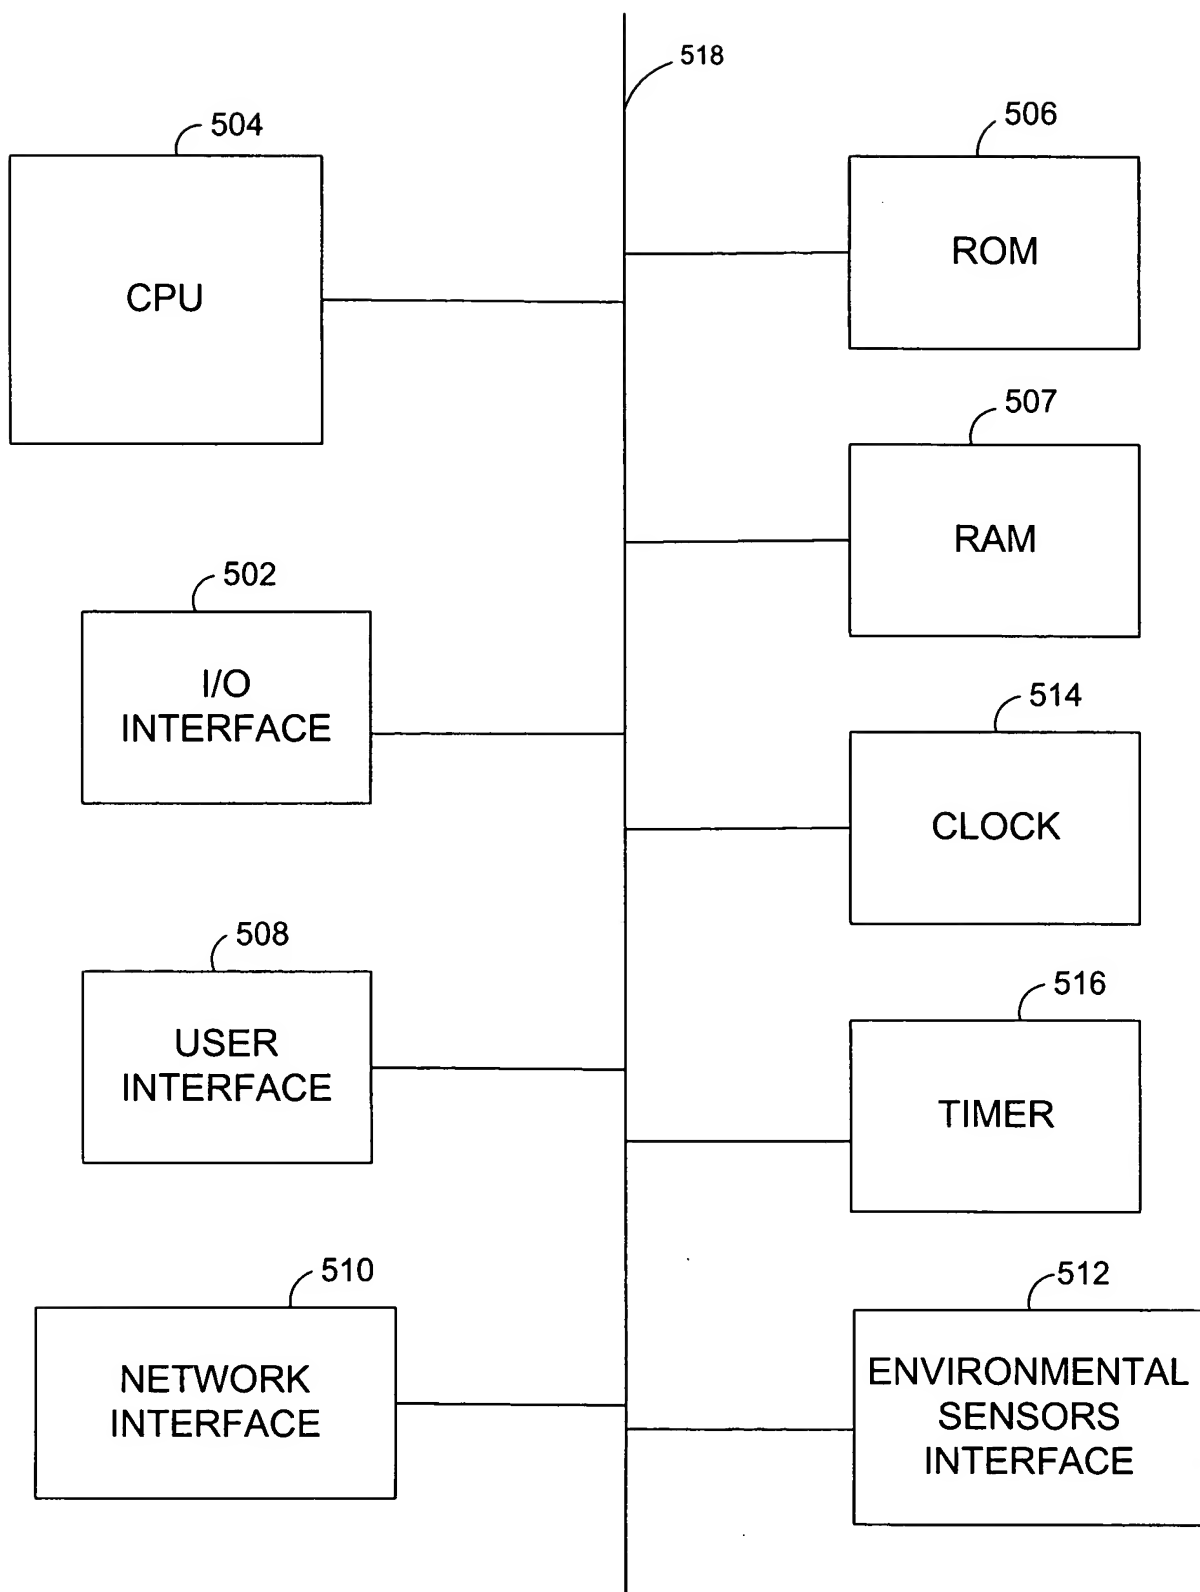 518
504
CPU
506
ROM
507
RAM
502
I/O
INTERFACE
514
CLOCK
508
USER
INTERFACE
516
TIMER
510
NETWORK
INTERFACE
512
ENVIRONMENTAL
SENSORS
INTERFACE